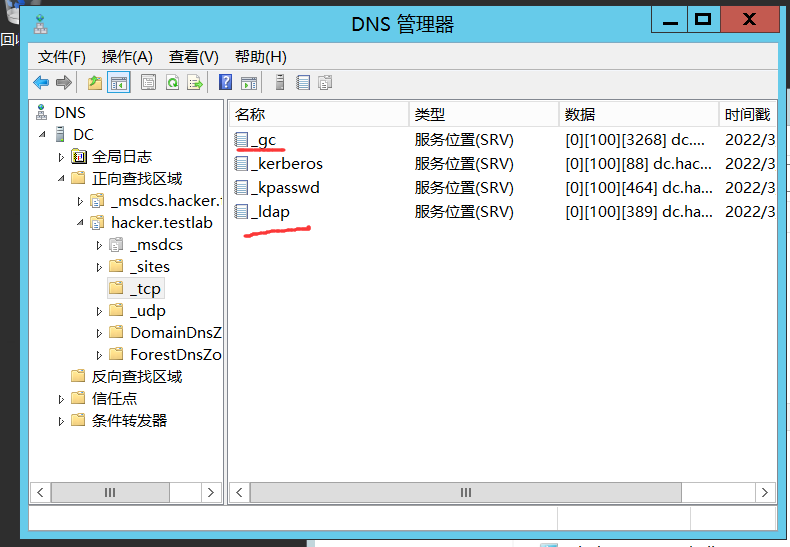 回
DNS 管理器
文件(F) 操作(A) 查看(V) 帮助(H)
DNS
DC
全局日志
正向查找区域
_msdcs.hacker.
hacker.testlab
_msdcs
_sites
_tcp
_udp
DomainDnsZ
ForestDnsZo
反向查找区域
信任点
条件转发器
名称 类型 数据 时间戳
_gc 服务位置(SRV) [0][100][3268] dc.... 2022/3
_kerberos 服务位置(SRV) [0][100][88] dc.hac... 2022/3
_kpasswd 服务位置(SRV) [0][100][464] dc.ha... 2022/3
_ldap 服务位置(SRV) [0][100][389] dc.ha... 2022/3